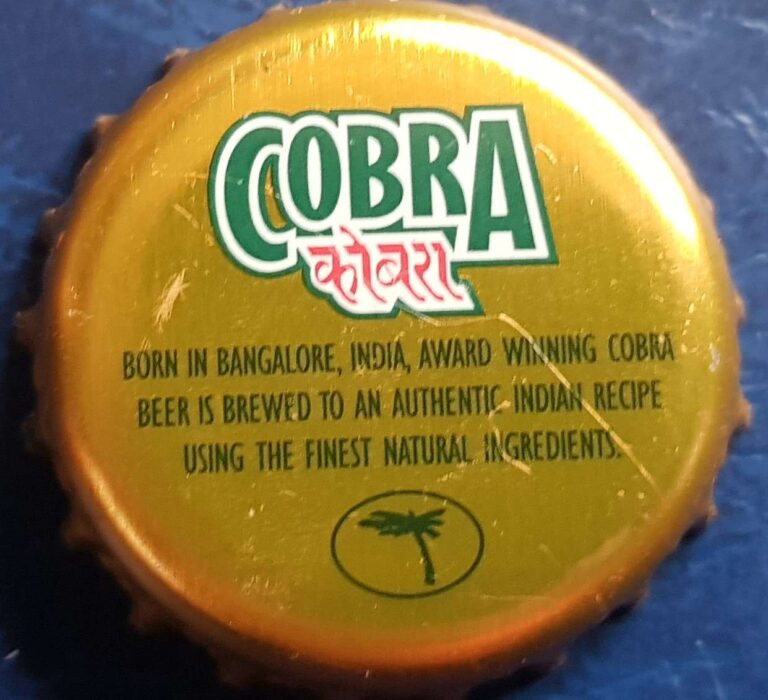 COBRA
कोबरा
BORN IN BANGALORE, INDIA, AWARD WINNING COBRA
BEER IS BREWED TO AN AUTHENTIC INDIAN RECIPE
USING THE FINEST NATURAL INGREDIENTS.